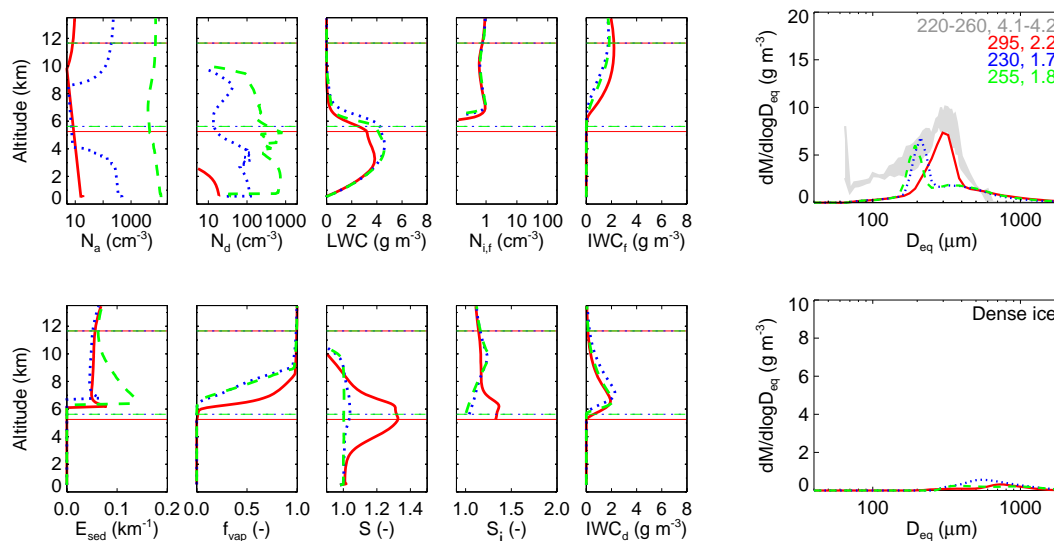 12
10
8
6
4
2
0
Altitude (km)
5 1000
N_a (cm^-3)
10 100 1000
N_d (cm^-3)
0 2 4 6 8
LWC (g m^-3)
1 100
N_i,f (cm^-3)
0 2 4 6 8
IWC_f (g m^-3)
20
15
10
5
0
dM/dlogD_eq (g m^-3)
220-260, 4.1-4.2
295, 2.2
230, 1.7
255, 1.8
100 1000
D_eq (μm)
12
10
8
6
4
2
0
Altitude (km)
0.0 0.1 0.2
E_sed (km^-1)
0.0 1.0
f_vap (-)
1.0 1.2 1.4
S (-)
1.0 1.2 1.4
S_i (-)
0 2 4 6 8
IWC_d (g m^-3)
10
8
6
4
2
0
dM/dlogD_eq (g m^-3)
Dense ice
100 1000
D_eq (μm)